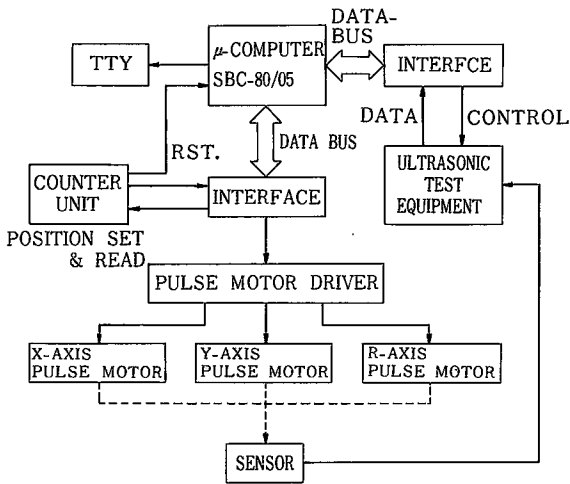 DATA-
BUS
μ-COMPUTER
SBC-80/05
TTY
INTERFCE
DATA
CONTROL
RST.
DATA BUS
COUNTER
UNIT
INTERFACE
ULTRASONIC
TEST
EQUIPMENT
POSITION SET
& READ
PULSE MOTOR DRIVER
X-AXIS
PULSE MOTOR
Y-AXIS
PULSE MOTOR
R-AXIS
PULSE MOTOR
SENSOR